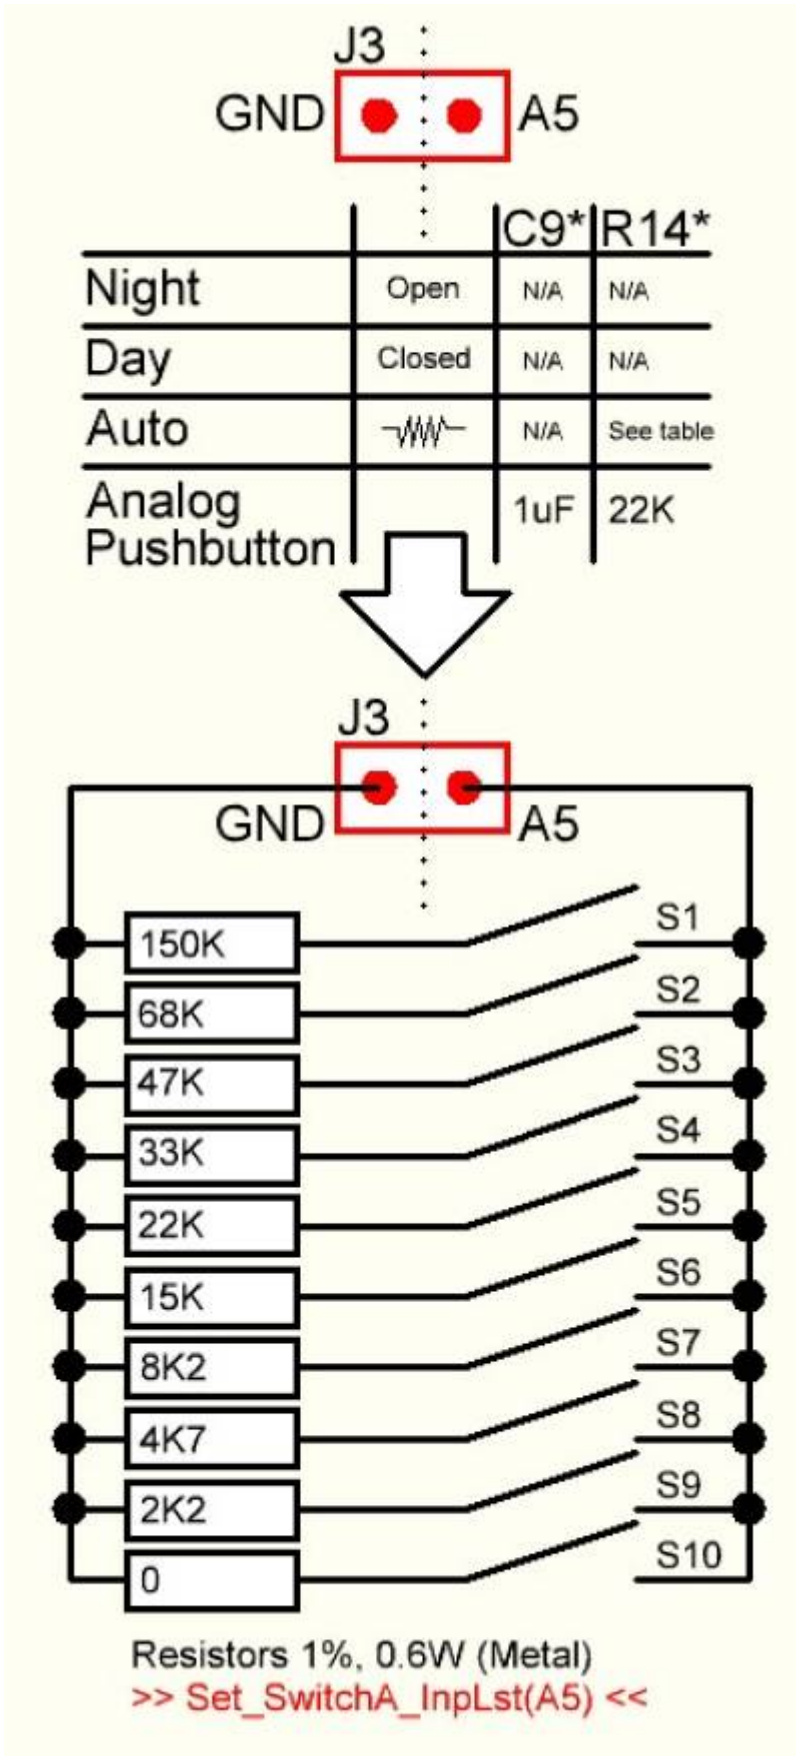 J3
GND A5
C9* R14*
Night Open N/A N/A
Day Closed N/A N/A
Auto N/A See table
Analog
Pushbutton 1uF 22K
J3
GND A5
150K S1
68K S2
47K S3
33K S4
22K S5
15K S6
8K2 S7
4K7 S8
2K2 S9
0 S10
Resistors 1%, 0.6W (Metal)
>> Set_SwitchA_InpLst(A5) <<